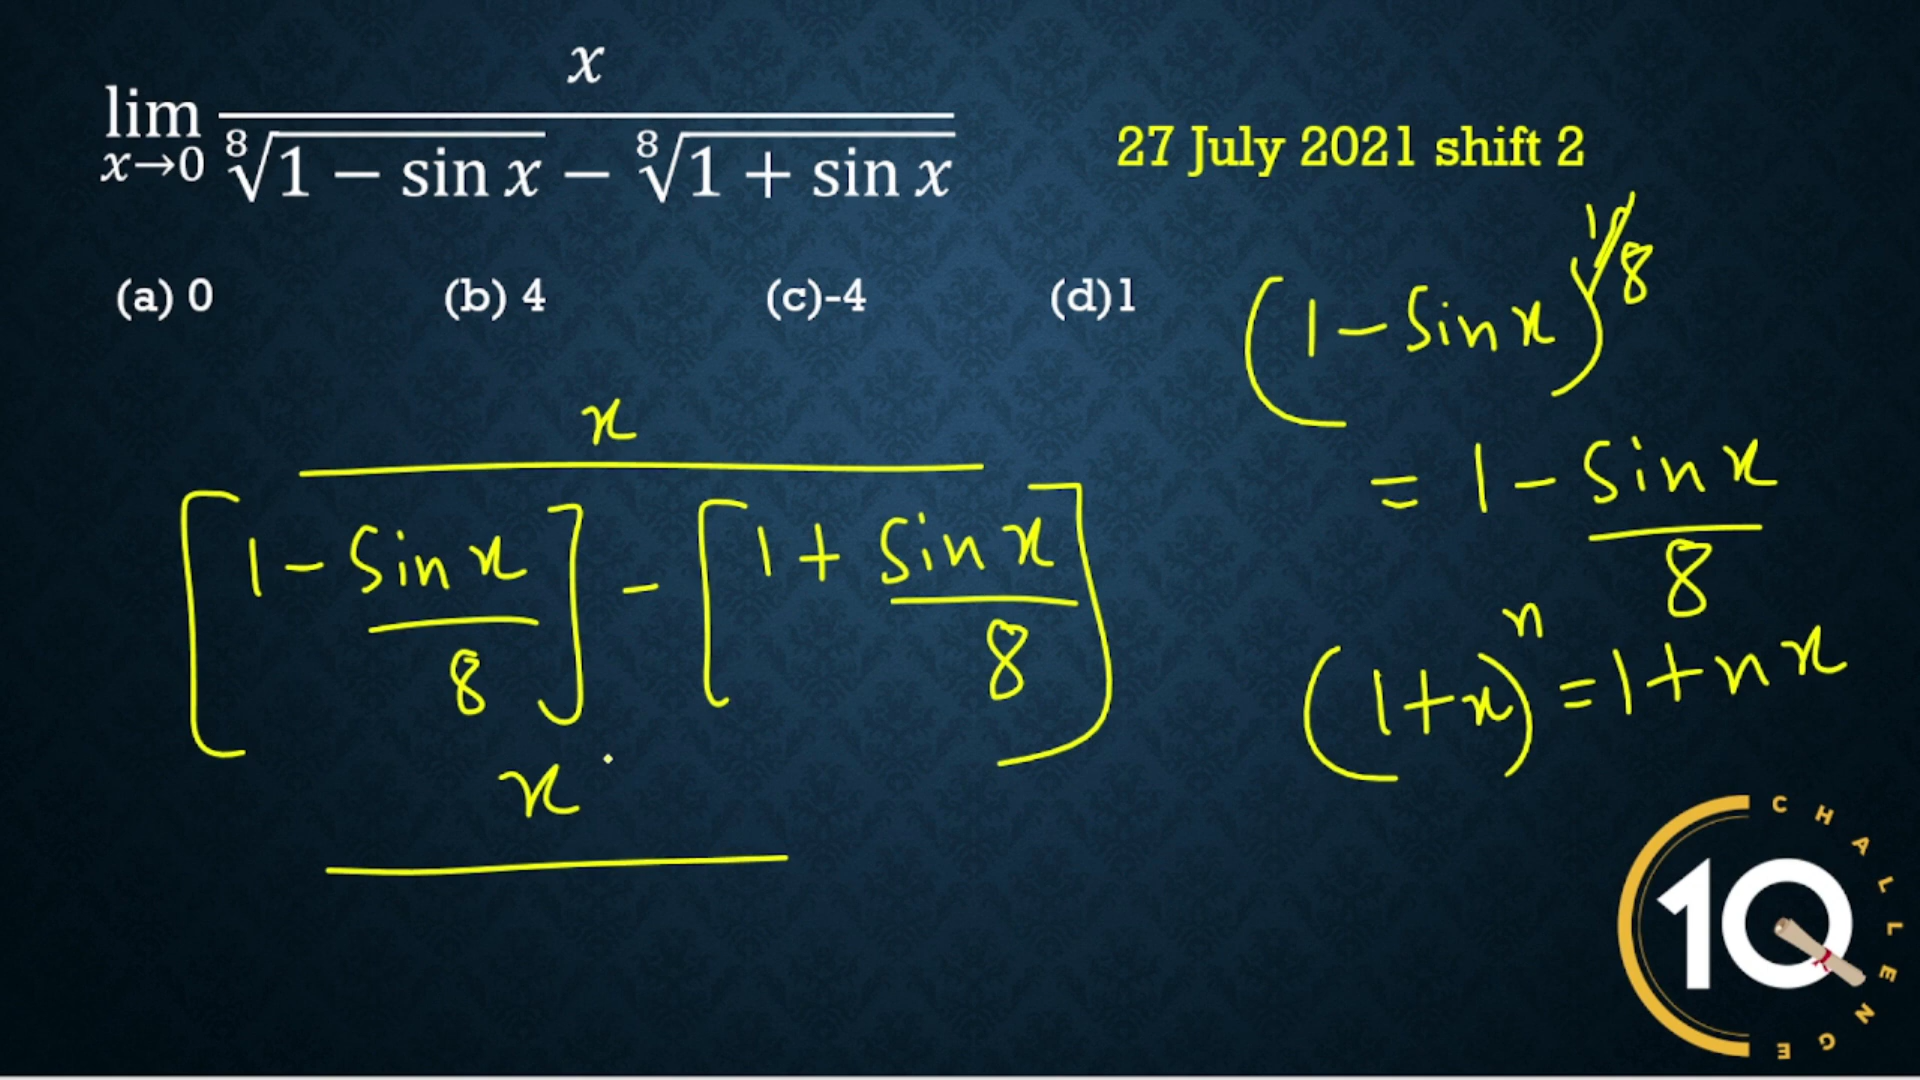 lim x→0 x / (⁸√1 − sin x − ⁸√1 + sin x)
27 July 2021 shift 2
(a) 0 (b) 4 (c)-4 (d)1
(1 − Sin x)^1/8
= 1 − Sin x / 8
(1+x)^n = 1+nx
x
[1 − Sin x / 8] − [1 + Sin x / 8]
x
1Q
CHALLENGE